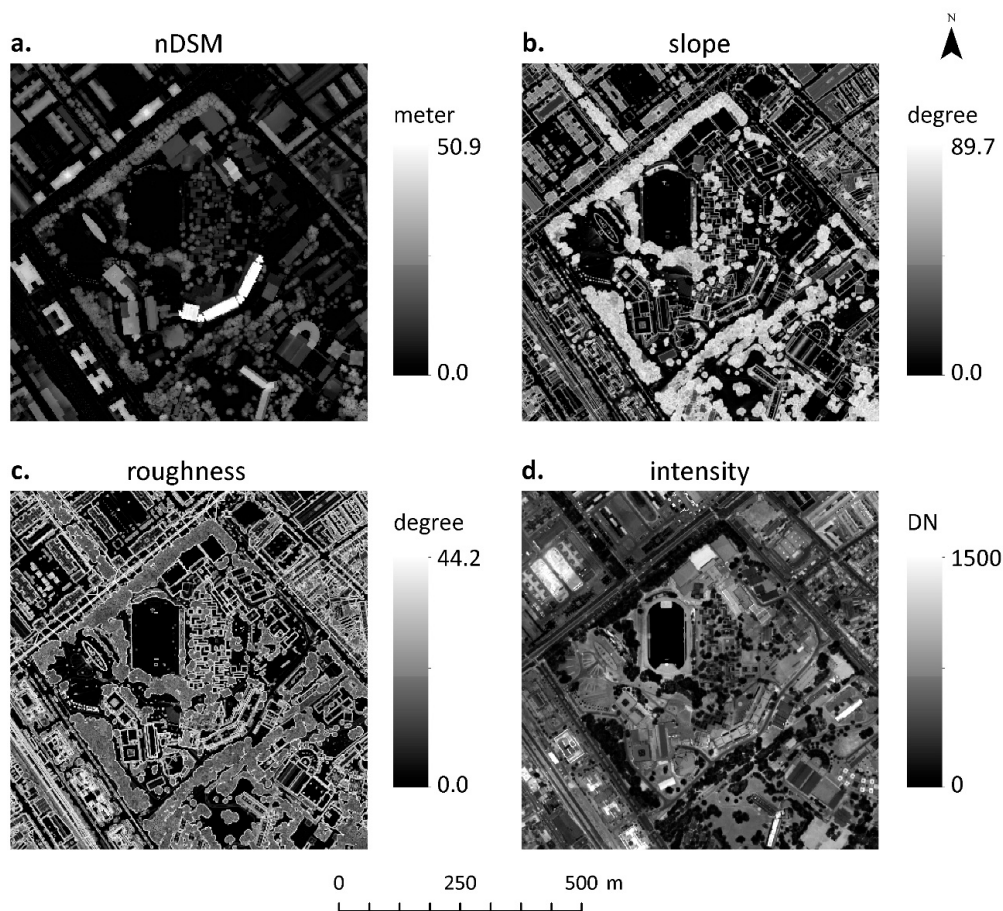 N
a. nDSM
meter
50.9
0.0
b. slope
degree
89.7
0.0
c. roughness
degree
44.2
0.0
d. intensity
DN
1500
0
0 250 500 m